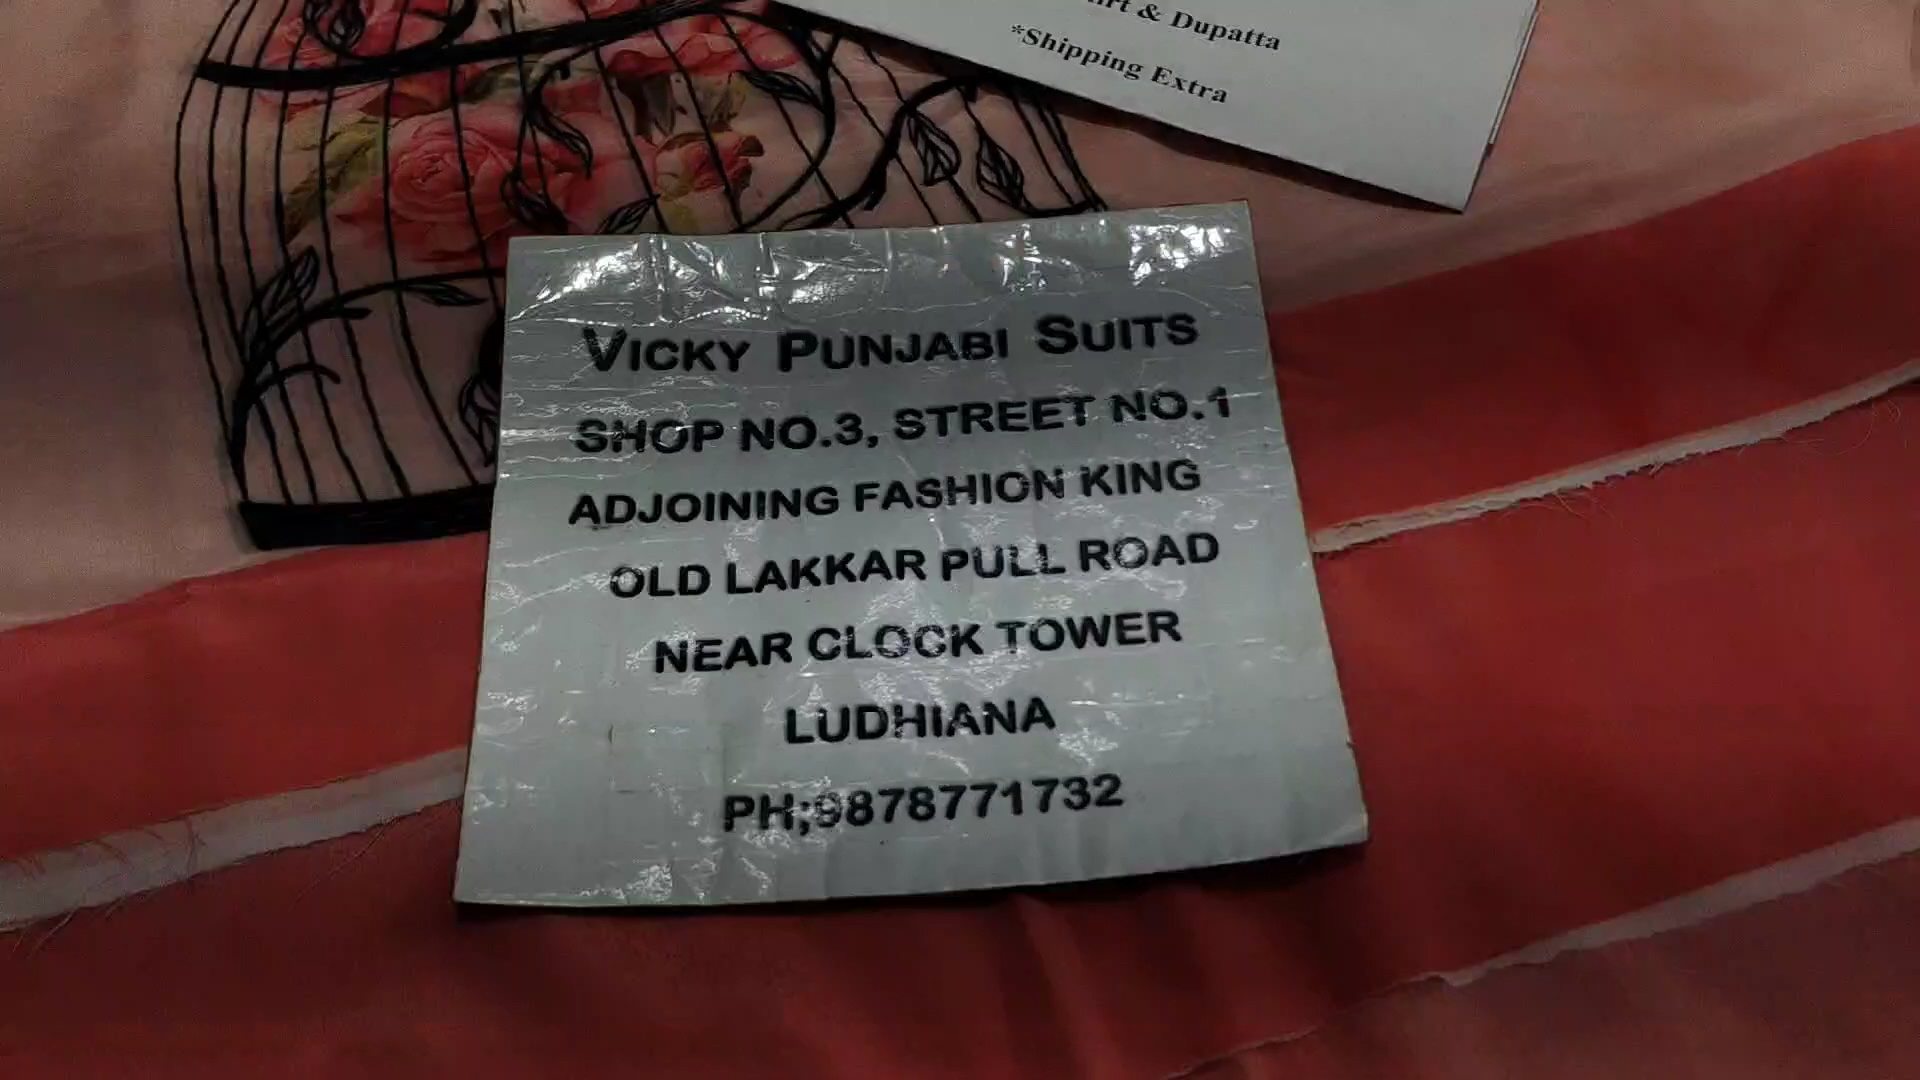 & Dupatta
*Shipping Extra
VICKY PUNJABI SUITS
SHOP NO.3, STREET NO.1
ADJOINING FASHION KING
OLD LAKKAR PULL ROAD
NEAR CLOCK TOWER
LUDHIANA
PH;9878771732